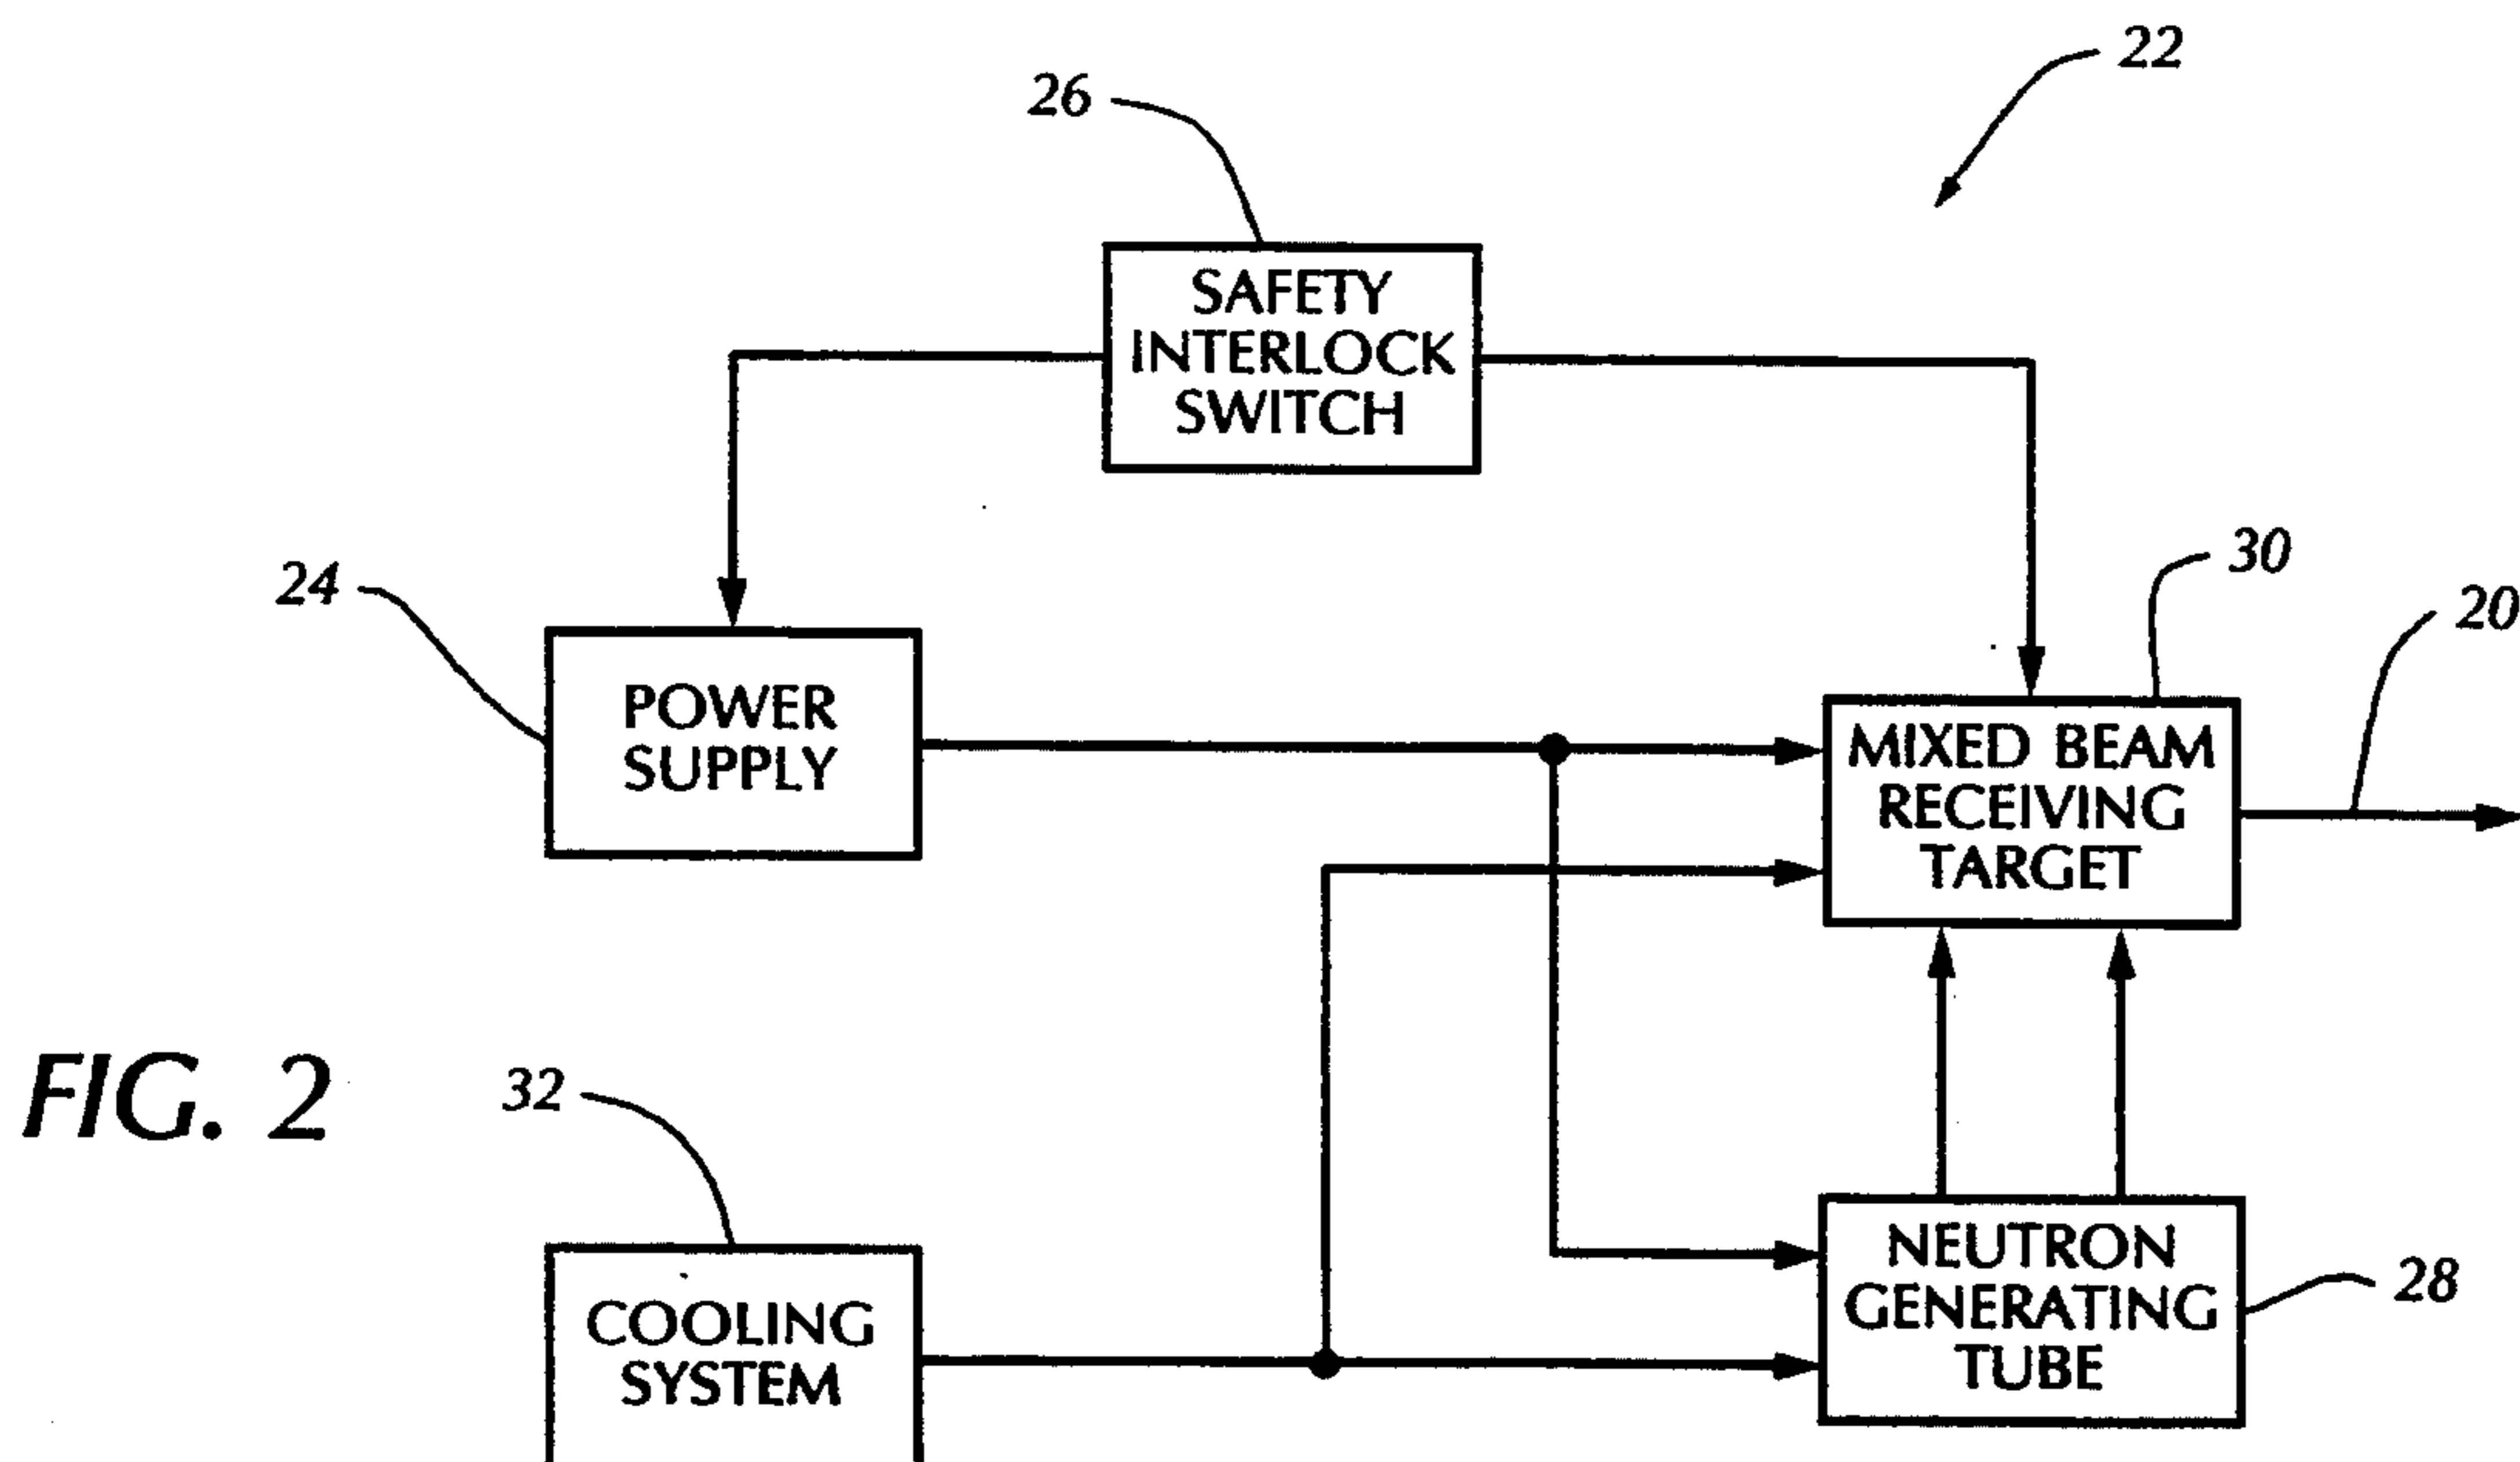 22
26
SAFETY
INTERLOCK
SWITCH
30
24
20
POWER
SUPPLY
MIXED BEAM
RECEIVING
TARGET
FIG. 2
32
NEUTRON
GENERATING
TUBE
28
COOLING
SYSTEM